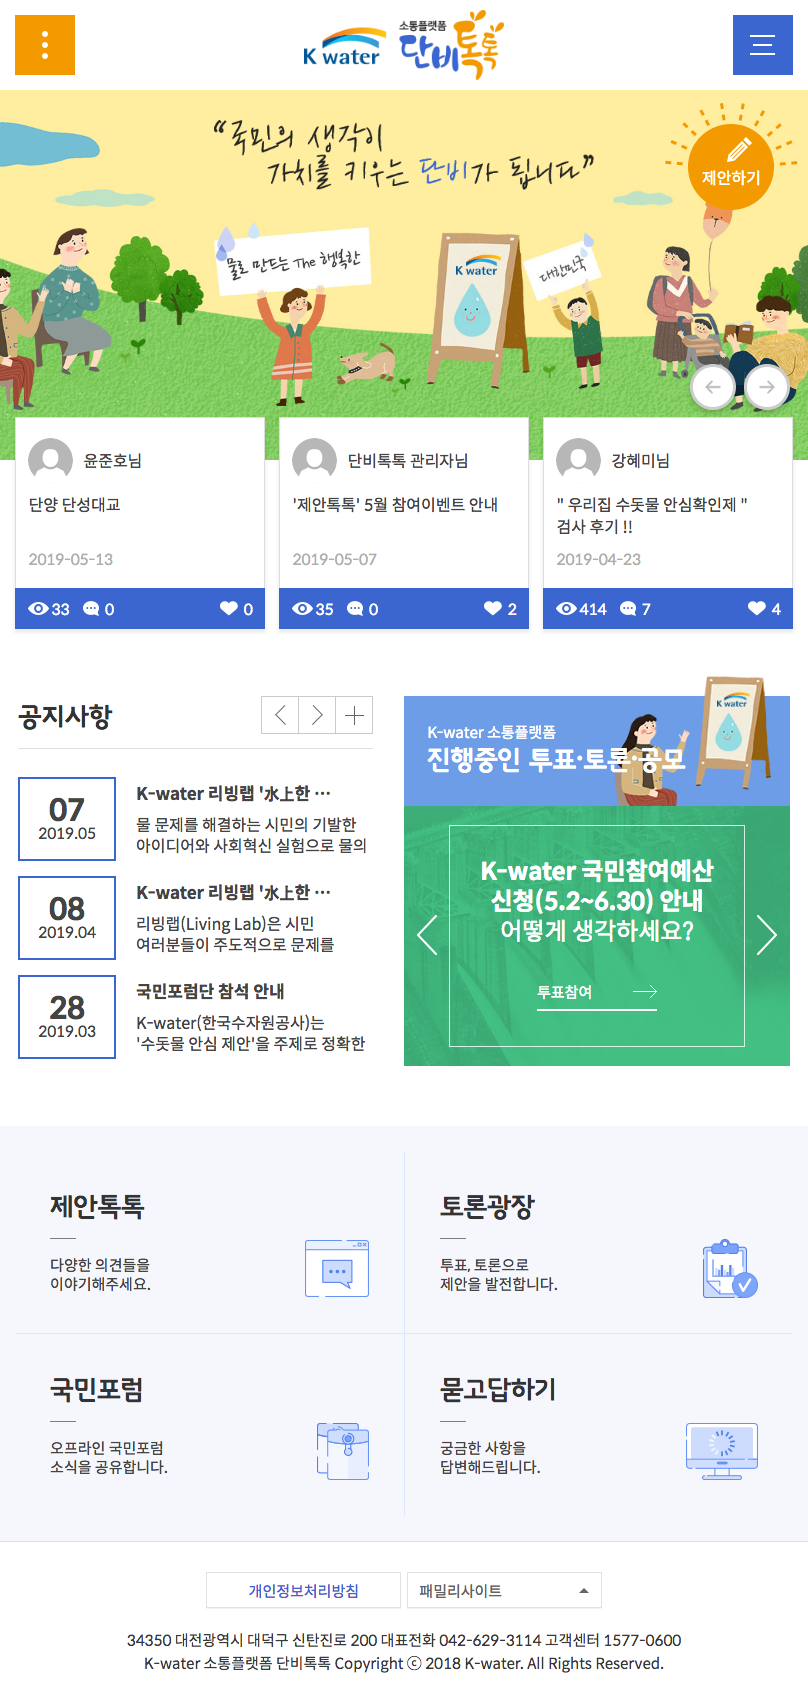 K water 소통플랫폼 단비톡톡
“국민의 생각이
가치를 키우는 단비가 됩니다”
제안하기
물로 만드는 The 행복한
대한민국
K water
윤준호님
단양 단성대교
2019-05-13
33 0 0
단비톡톡 관리자님
'제안톡톡' 5월 참여이벤트 안내
2019-05-07
35 0 2
강혜미님
" 우리집 수돗물 안심확인제 "
검사 후기 !!
2019-04-23
414 7 4
공지사항
07
2019.05
K-water 리빙랩 '水上한 ···
물 문제를 해결하는 시민의 기발한
아이디어와 사회혁신 실험으로 물의
08
2019.04
K-water 리빙랩 '水上한 ···
리빙랩(Living Lab)은 시민
여러분들이 주도적으로 문제를
28
2019.03
국민포럼단 참석 안내
K-water(한국수자원공사)는
'수돗물 안심 제안'을 주제로 정확한
K-water 소통플랫폼
진행중인 투표·토론·공모
K water
K-water 국민참여예산
신청(5.2~6.30) 안내
어떻게 생각하세요?
투표참여
제안톡톡
다양한 의견들을
이야기해주세요.
토론광장
투표, 토론으로
제안을 발전합니다.
국민포럼
오프라인 국민포럼
소식을 공유합니다.
묻고답하기
궁금한 사항을
답변해드립니다.
개인정보처리방침
패밀리사이트
34350 대전광역시 대덕구 신탄진로 200 대표전화 042-629-3114 고객센터 1577-0600
K-water 소통플랫폼 단비톡톡 Copyright ⓒ 2018 K-water. All Rights Reserved.